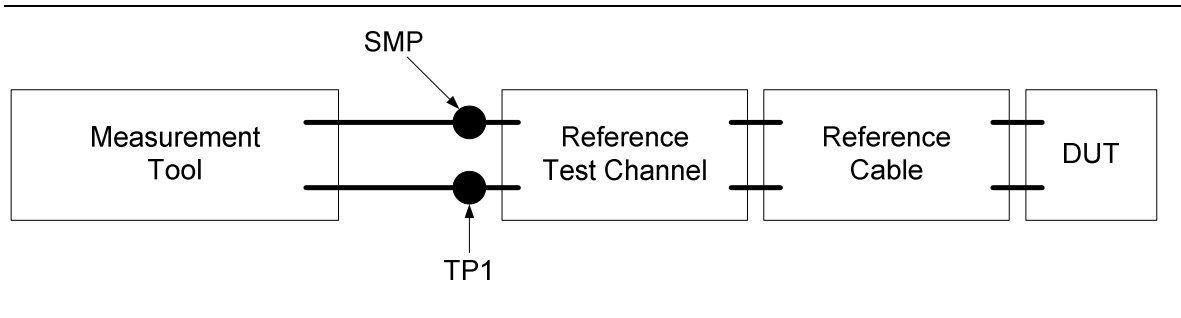 SMP
Measurement
Tool
Reference
Test Channel
Reference
Cable
DUT
TP1